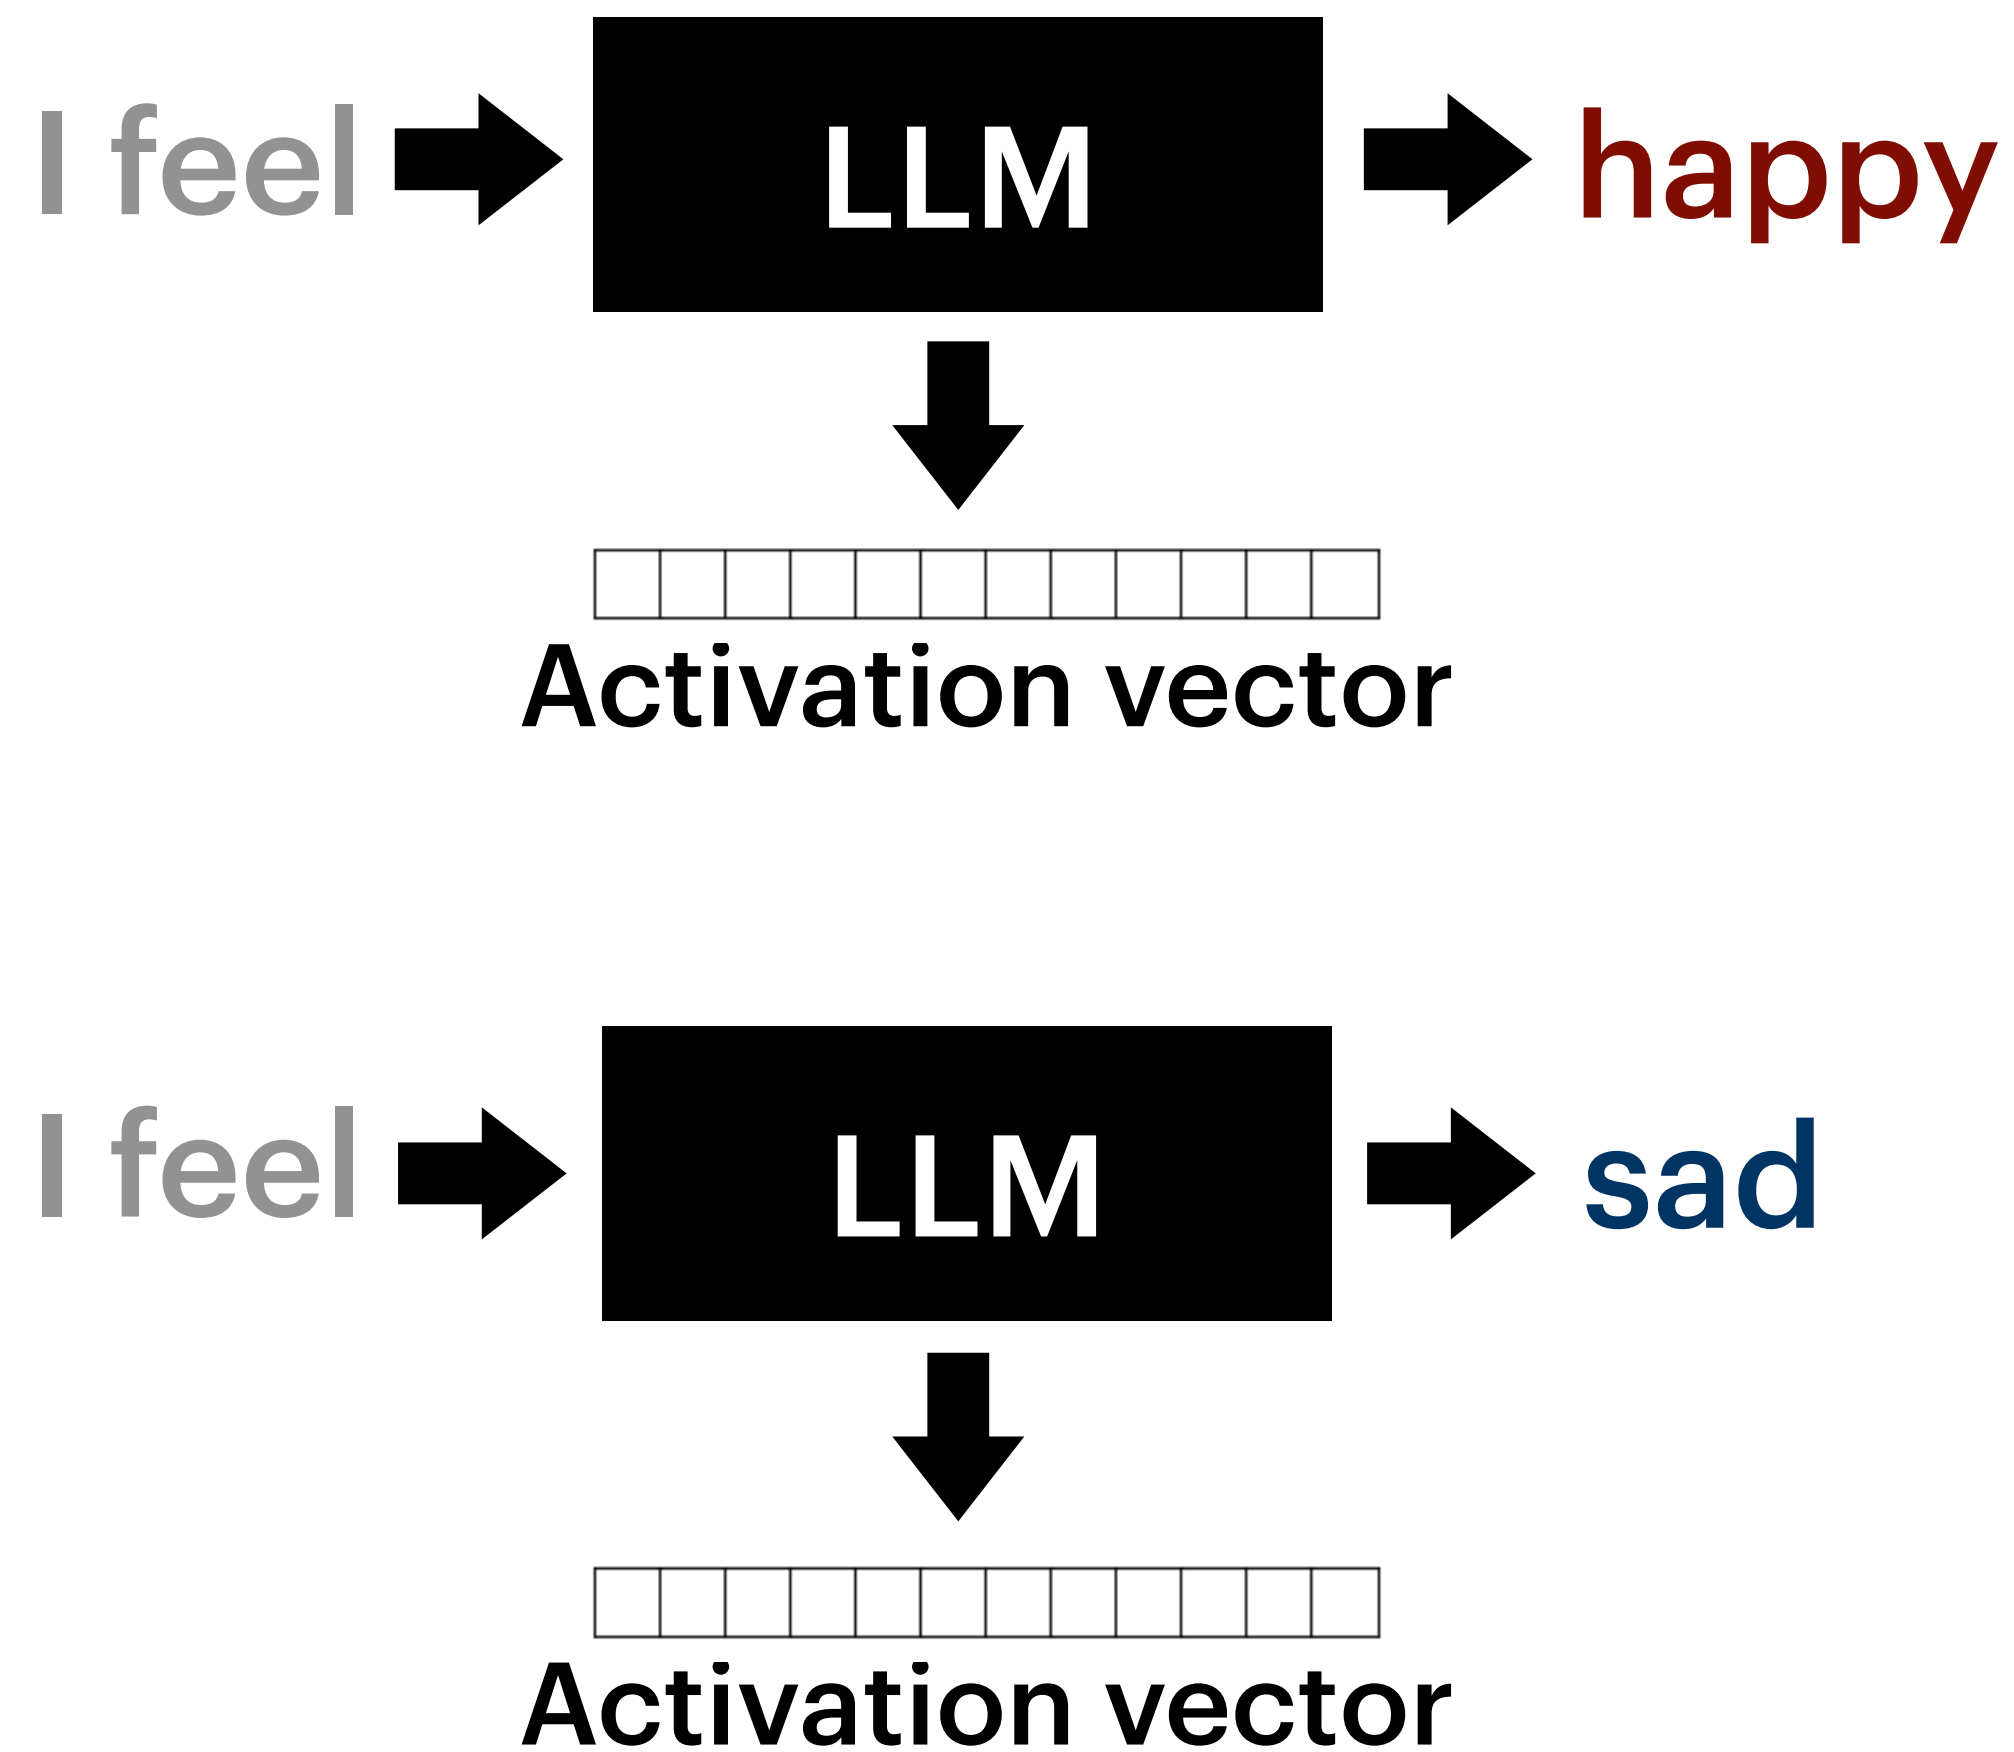 I feel LLM happy
Activation vector
I feel LLM sad
Activation vector